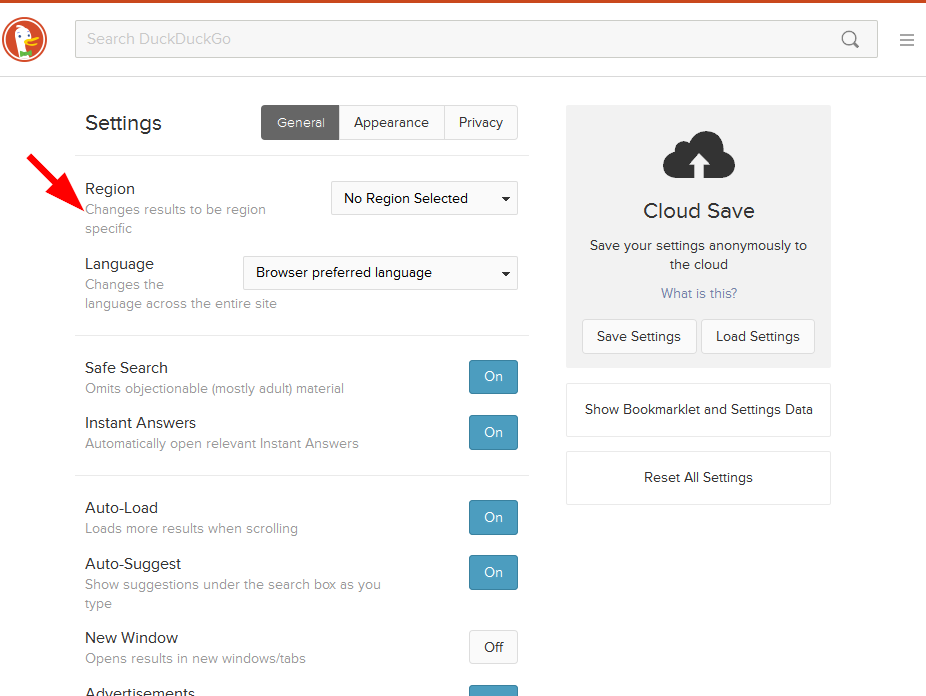 Search DuckDuckGo
Settings
General
Appearance
Privacy
Region
Changes results to be region
specific
No Region Selected
Language
Changes the
language across the entire site
Browser preferred language
Safe Search
Omits objectionable (mostly adult) material
On
Instant Answers
Automatically open relevant Instant Answers
On
Auto-Load
Loads more results when scrolling
On
Auto-Suggest
Show suggestions under the search box as you
type
On
New Window
Opens results in new windows/tabs
Off
Advertisements
Cloud Save
Save your settings anonymously to
the cloud
What is this?
Save Settings
Load Settings
Show Bookmarklet and Settings Data
Reset All Settings